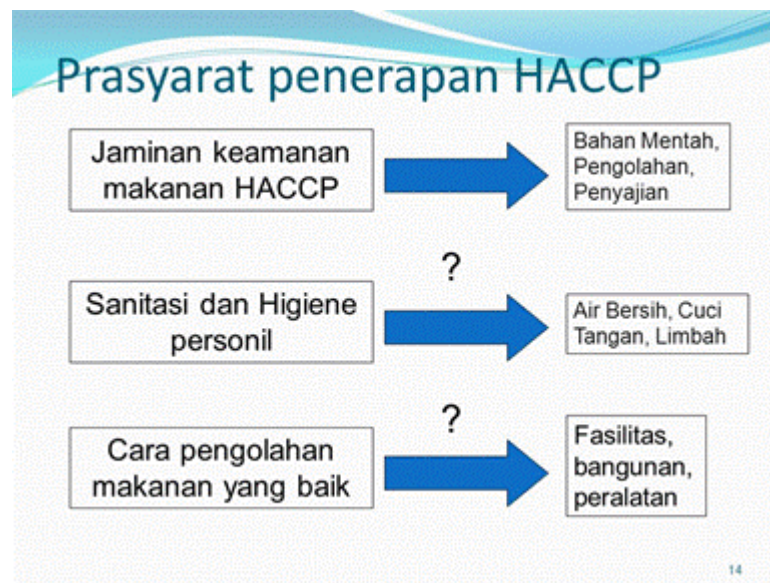 Prasyarat penerapan HACCP
Jaminan keamanan
makanan HACCP
Bahan Mentah,
Pengolahan,
Penyajian
?
Sanitasi dan Higiene
personil
Air Bersih, Cuci
Tangan, Limbah
?
Cara pengolahan
makanan yang baik
Fasilitas,
bangunan,
peralatan
14